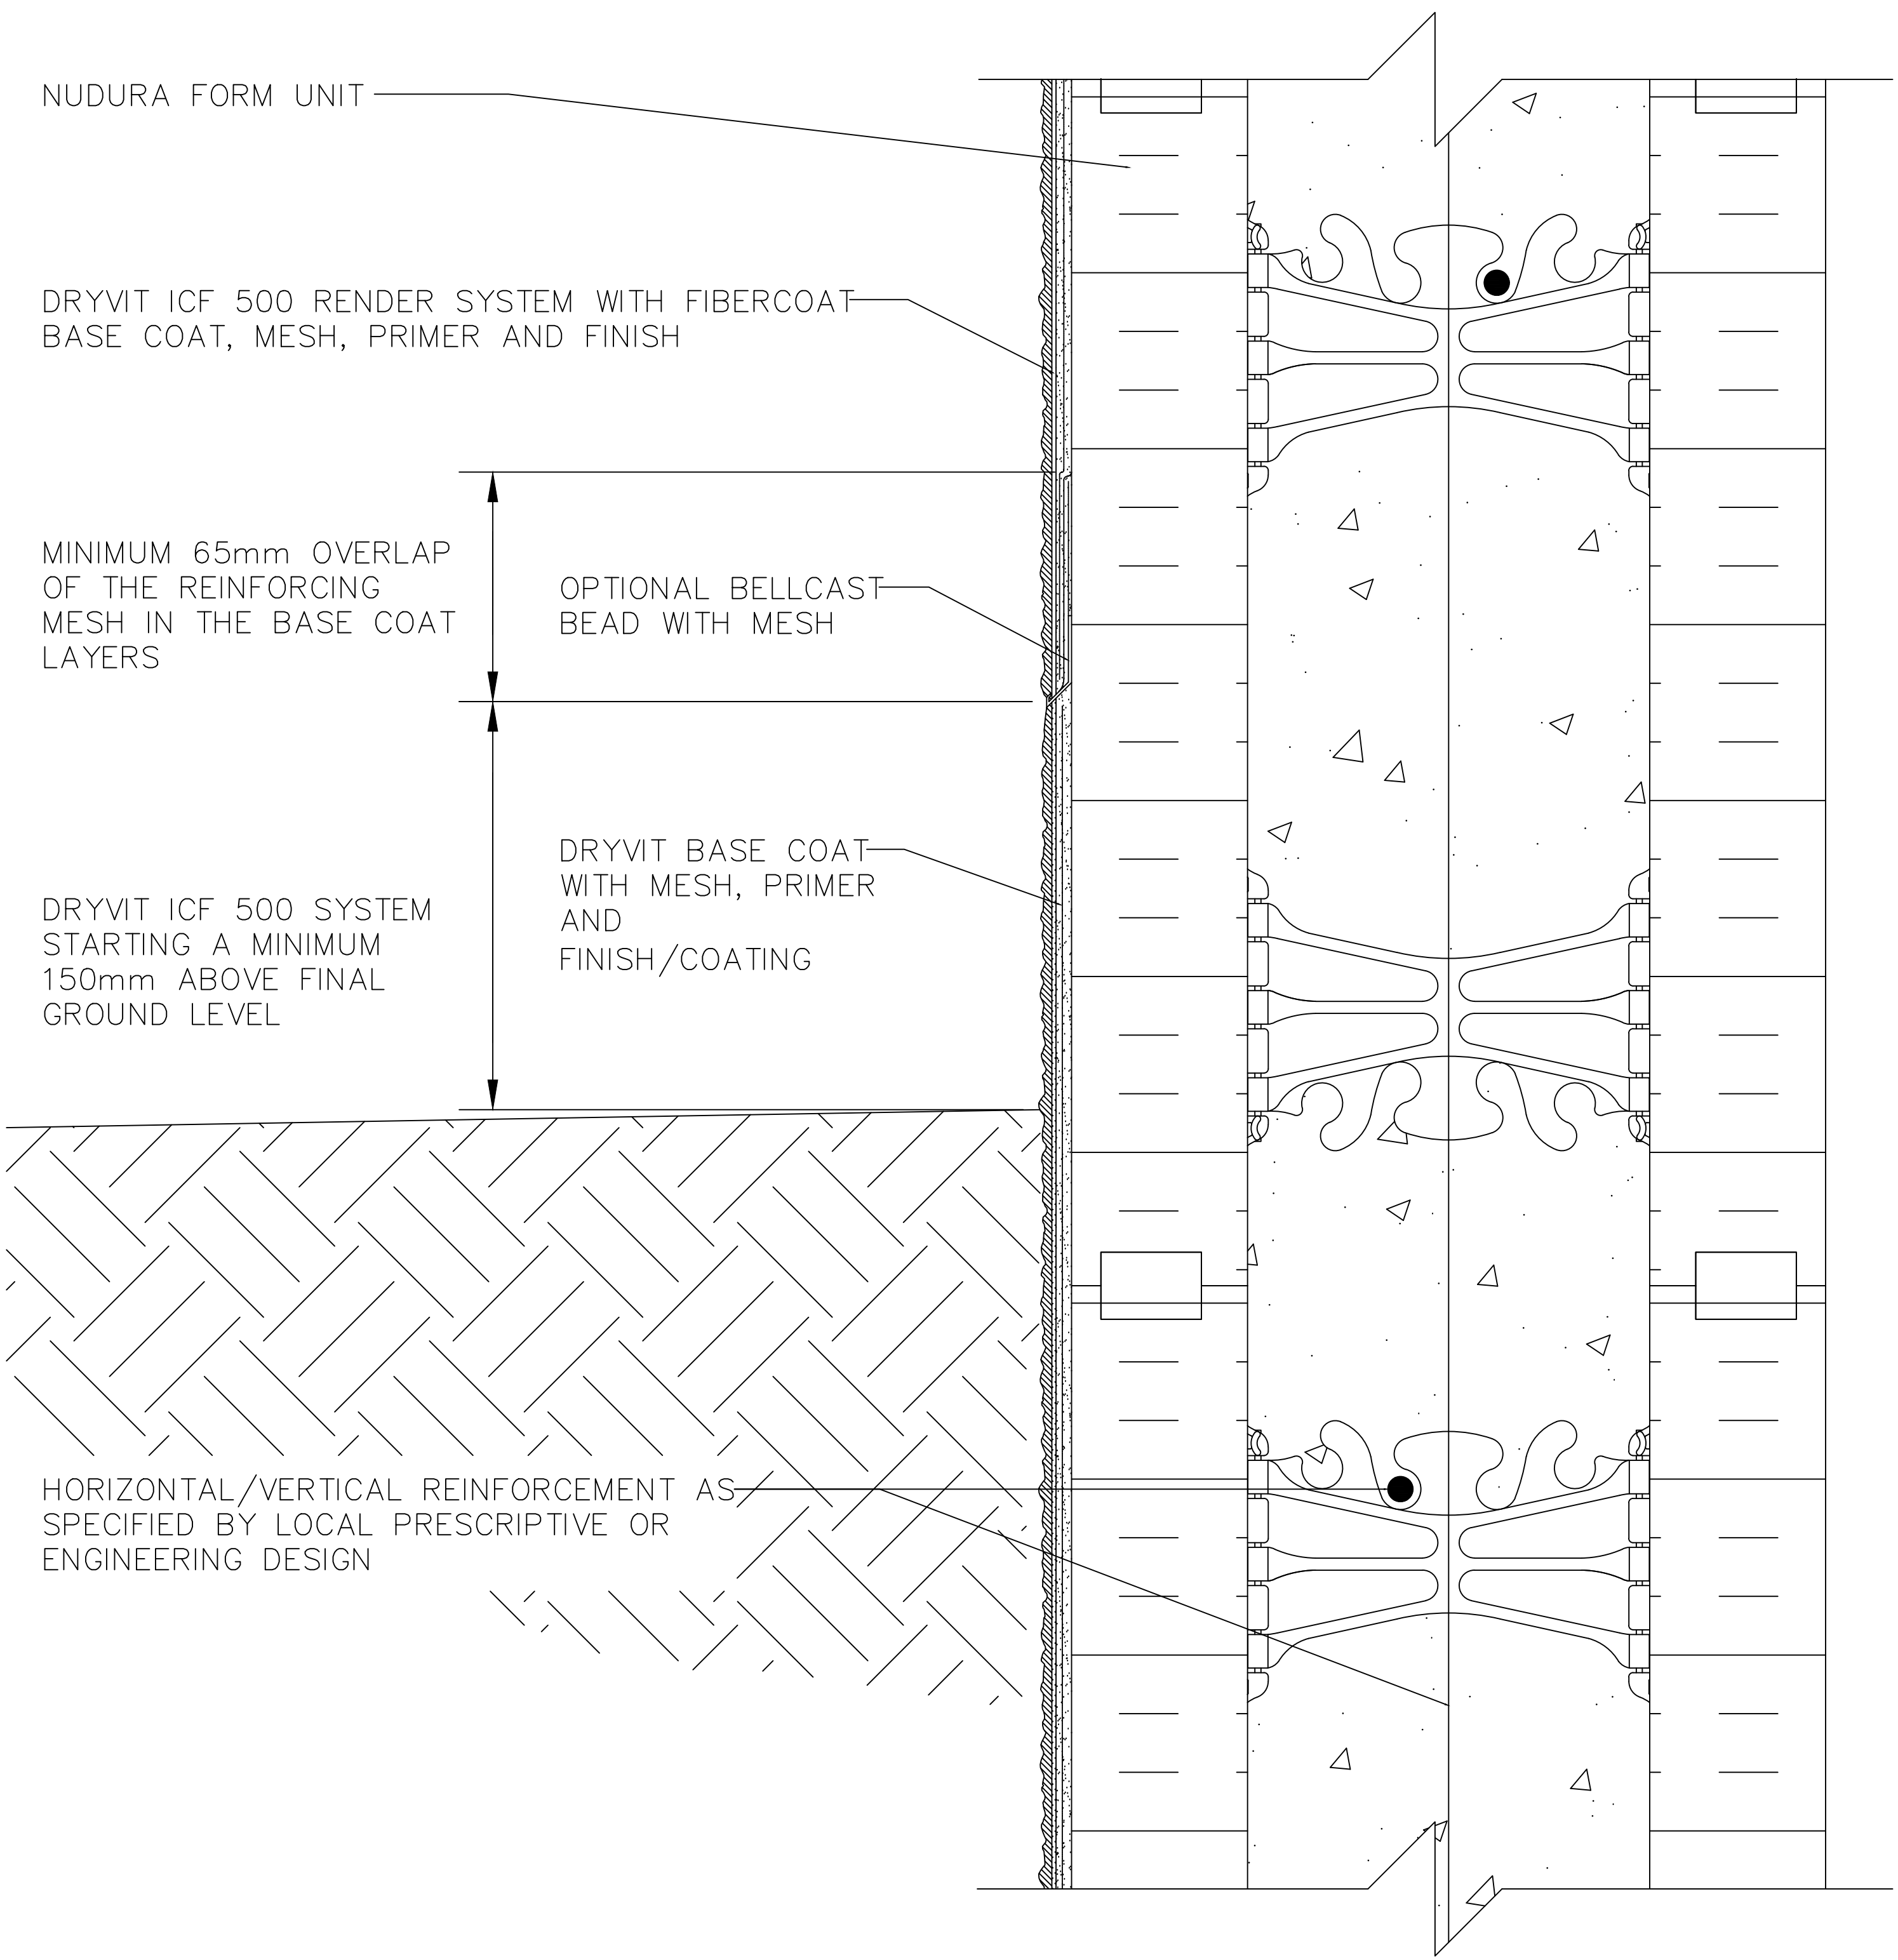 NUDURA FORM UNIT
DRYVIT ICF 500 RENDER SYSTEM WITH FIBERCOAT
BASE COAT, MESH, PRIMER AND FINISH
MINIMUM 65mm OVERLAP
OF THE REINFORCING
MESH IN THE BASE COAT
LAYERS
OPTIONAL BELLCAST
BEAD WITH MESH
DRYVIT BASE COAT
WITH MESH, PRIMER
AND
FINISH/COATING
DRYVIT ICF 500 SYSTEM
STARTING A MINIMUM
150mm ABOVE FINAL
GROUND LEVEL
HORIZONTAL/VERTICAL REINFORCEMENT AS
SPECIFIED BY LOCAL PRESCRIPTIVE OR
ENGINEERING DESIGN